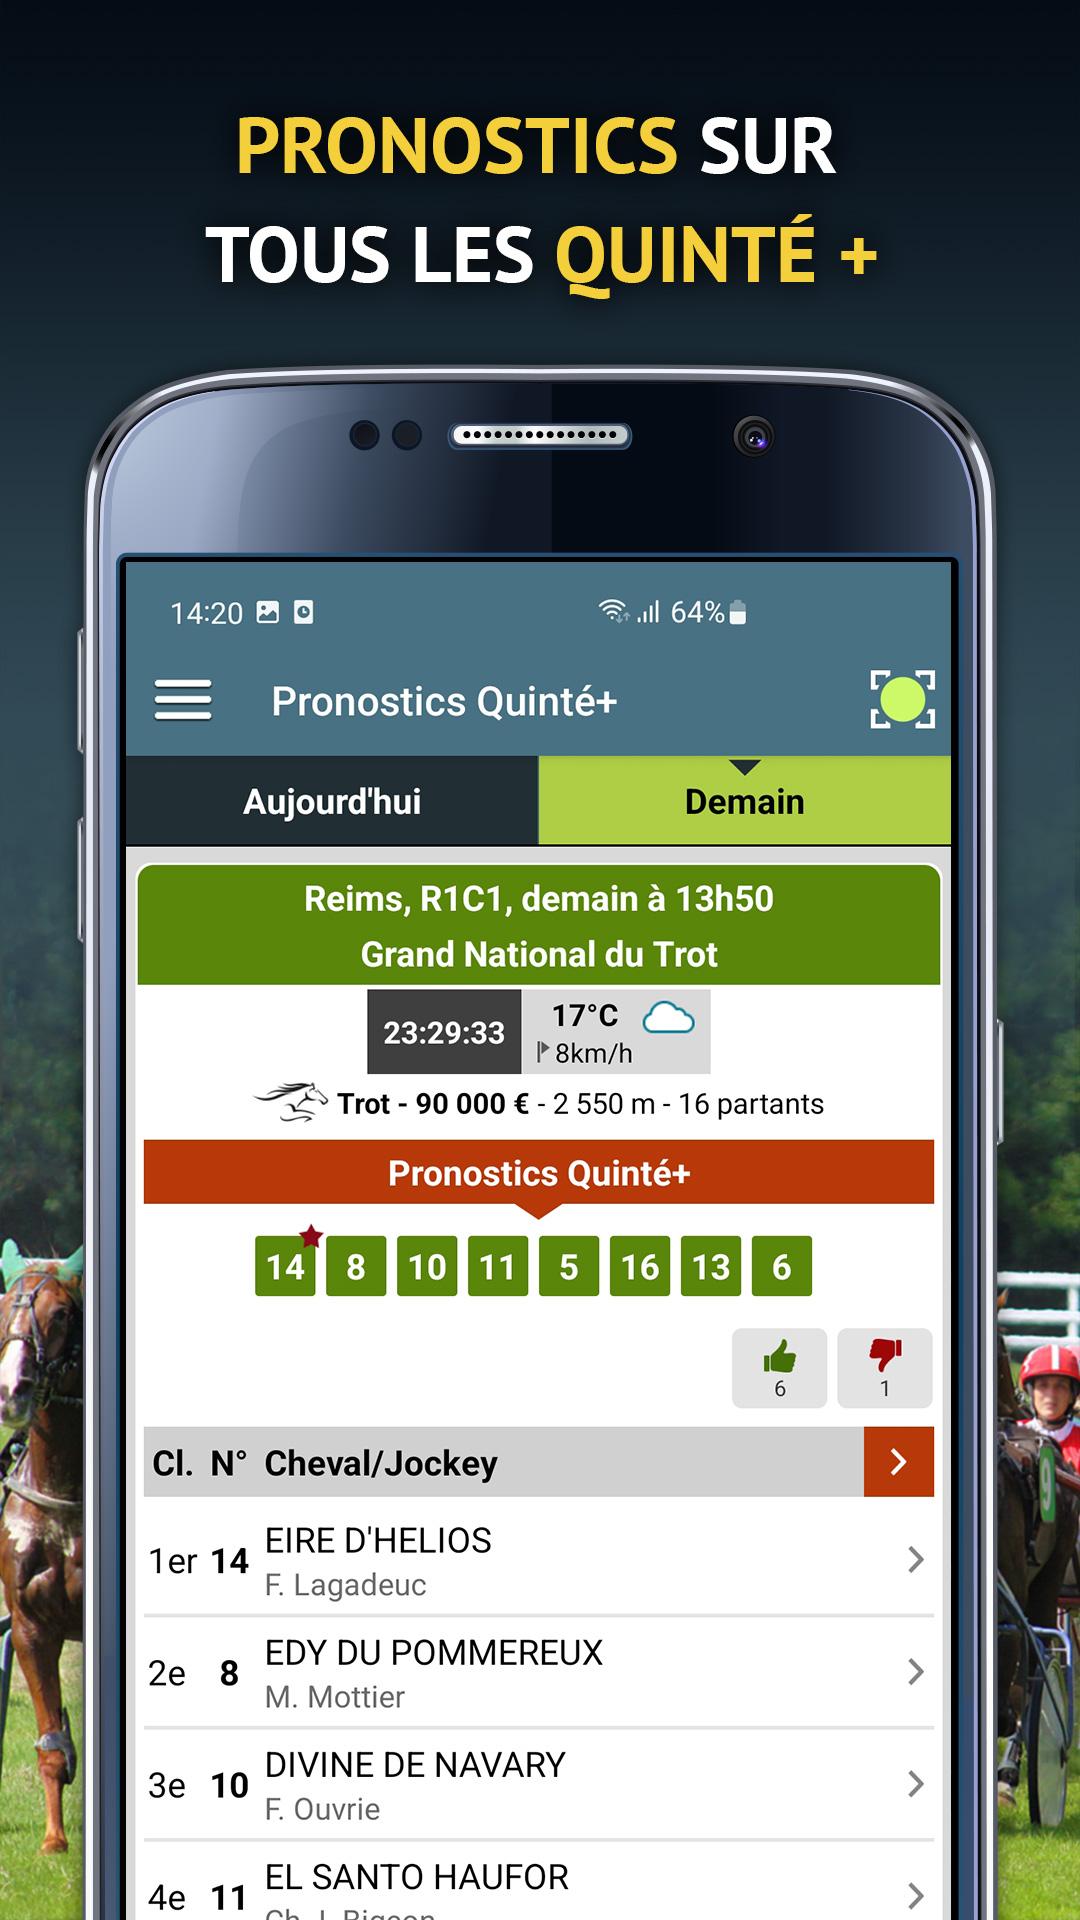 PRONOSTICS SUR
TOUS LES QUINTÉ +
14:20 64%
Pronostics Quinté+
Aujourd'hui Demain
Reims, R1C1, demain à 13h50
Grand National du Trot
23:29:33 17°C
8km/h
Trot - 90 000 € - 2 550 m - 16 partants
Pronostics Quinté+
14 8 10 11 5 16 13 6
6 1
Cl. N° Cheval/Jockey
1er 14 EIRE D'HELIOS
F. Lagadeuc
2e 8 EDY DU POMMEREUX
M. Mottier
3e 10 DIVINE DE NAVARY
F. Ouvrie
4e 11 EL SANTO HAUFOR
Ch. J. Bigeon
9